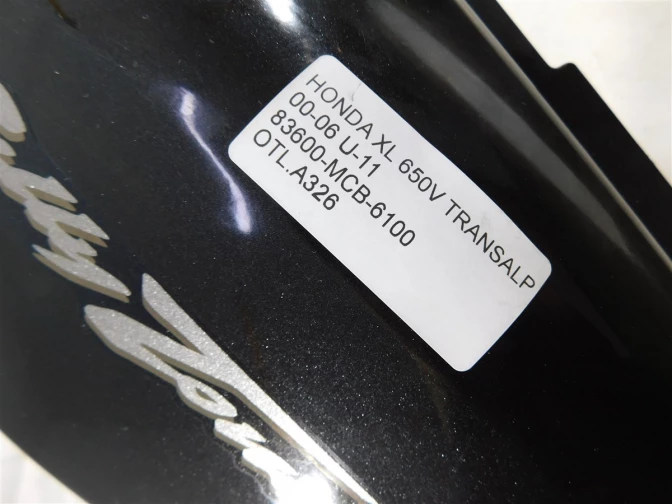 HONDA XL 650V TRANSALP
00-06 U-11
83600-MCB-6100
OTL.A326